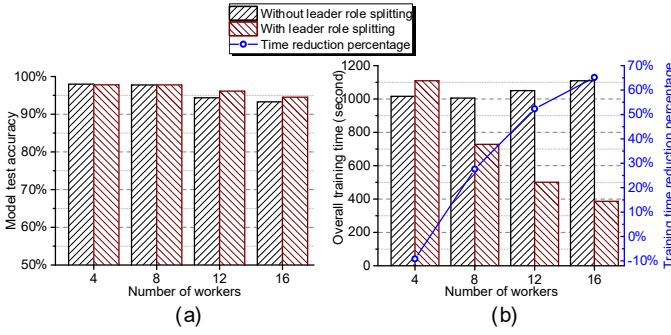 Without leader role splitting
With leader role splitting
Time reduction percentage
Model test accuracy
100%
90%
80%
70%
60%
50%
4 8 12 16
Number of workers
(a)
Overall training time (second)
1200
1000
800
600
400
200
0
4 8 12 16
Number of workers
(b)
70%
60%
50%
40%
30%
20%
10%
0%
-10%
Training time reduction percentage